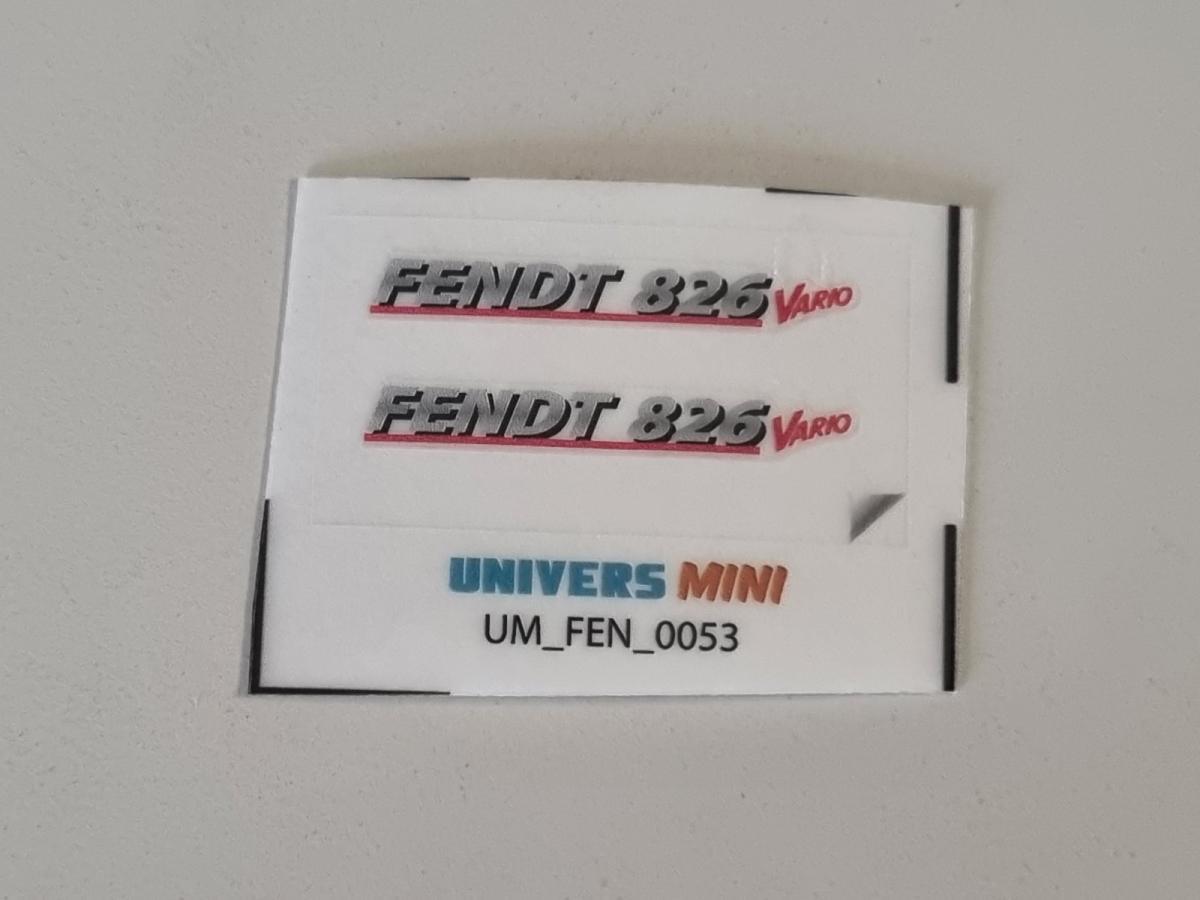 FENDT 826 VARIO
FENDT 826 VARIO
UNIVERS MINI
UM_FEN_0053